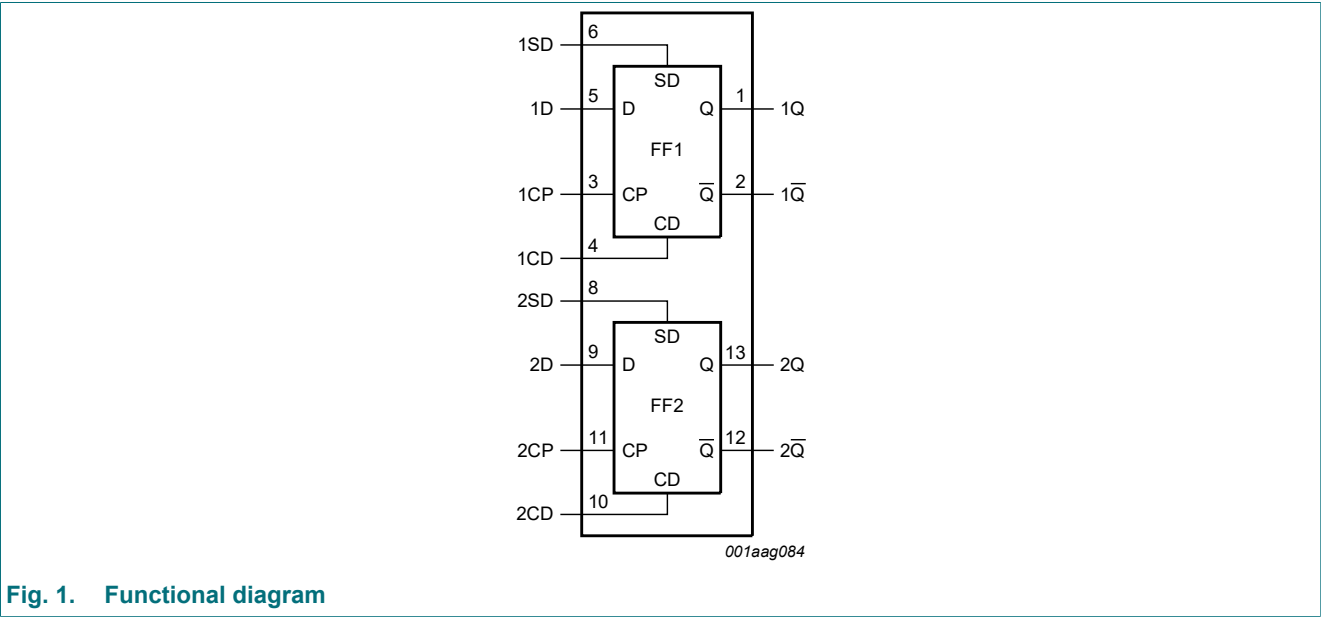 6
1SD
SD
5
1D
D
Q
1
1Q
FF1
3
1CP
CP
Q̅
2
1Q̅
CD
4
1CD
8
2SD
SD
9
2D
D
Q
13
2Q
FF2
11
2CP
CP
Q̅
12
2Q̅
CD
10
2CD
001aag084
Fig. 1. Functional diagram